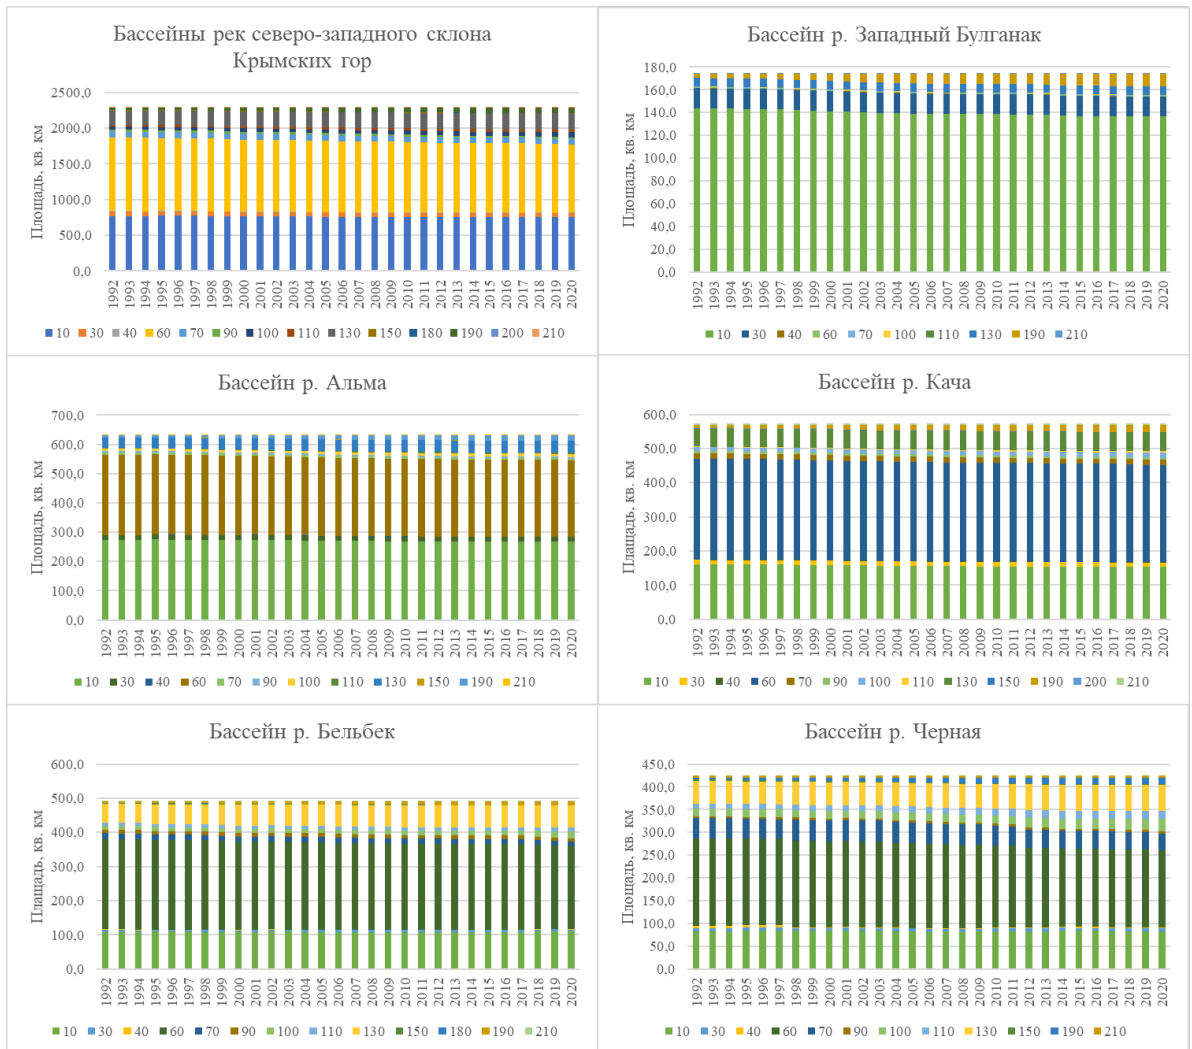 Бассейны рек северо-западного склона
Крымских гор
Площадь, кв. км
2500,0
2000,0
1500,0
1000,0
500,0
0,0
1992 1993 1994 1995 1996 1997 1998 1999 2000 2001 2002 2003 2004 2005 2006 2007 2008 2009 2010 2011 2012 2013 2014 2015 2016 2017 2018 2019 2020
10 30 40 60 70 90 100 110 130 150 180 190 200 210
Бассейн р. Западный Булганак
Площадь, кв. км
180,0
160,0
140,0
120,0
100,0
80,0
60,0
40,0
20,0
0,0
1992 1993 1994 1995 1996 1997 1998 1999 2000 2001 2002 2003 2004 2005 2006 2007 2008 2009 2010 2011 2012 2013 2014 2015 2016 2017 2018 2019 2020
10 30 40 60 70 100 110 130 190 210
Бассейн р. Альма
Площадь, кв. км
700,0
600,0
500,0
400,0
300,0
200,0
100,0
0,0
1992 1993 1994 1995 1996 1997 1998 1999 2000 2001 2002 2003 2004 2005 2006 2007 2008 2009 2010 2011 2012 2013 2014 2015 2016 2017 2018 2019 2020
10 30 40 60 70 90 100 110 130 150 190 210
Бассейн р. Кача
Плащадь, кв. км
600,0
500,0
400,0
300,0
200,0
100,0
0,0
1992 1993 1994 1995 1996 1997 1998 1999 2000 2001 2002 2003 2004 2005 2006 2007 2008 2009 2010 2011 2012 2013 2014 2015 2016 2017 2018 2019 2020
10 30 40 60 70 90 100 110 130 150 190 200 210
Бассейн р. Бельбек
Плащадь, кв. км
600,0
500,0
400,0
300,0
200,0
100,0
0,0
1992 1993 1994 1995 1996 1997 1998 1999 2000 2001 2002 2003 2004 2005 2006 2007 2008 2009 2010 2011 2012 2013 2014 2015 2016 2017 2018 2019 2020
10 30 40 60 70 90 100 110 130 150 180 190 210
Бассейн р. Черная
Площадь, кв. км
450,0
400,0
350,0
300,0
250,0
200,0
150,0
100,0
50,0
0,0
1992 1993 1994 1995 1996 1997 1998 1999 2000 2001 2002 2003 2004 2005 2006 2007 2008 2009 2010 2011 2012 2013 2014 2015 2016 2017 2018 2019 2020
10 30 40 60 70 90 100 110 130 150 190 210